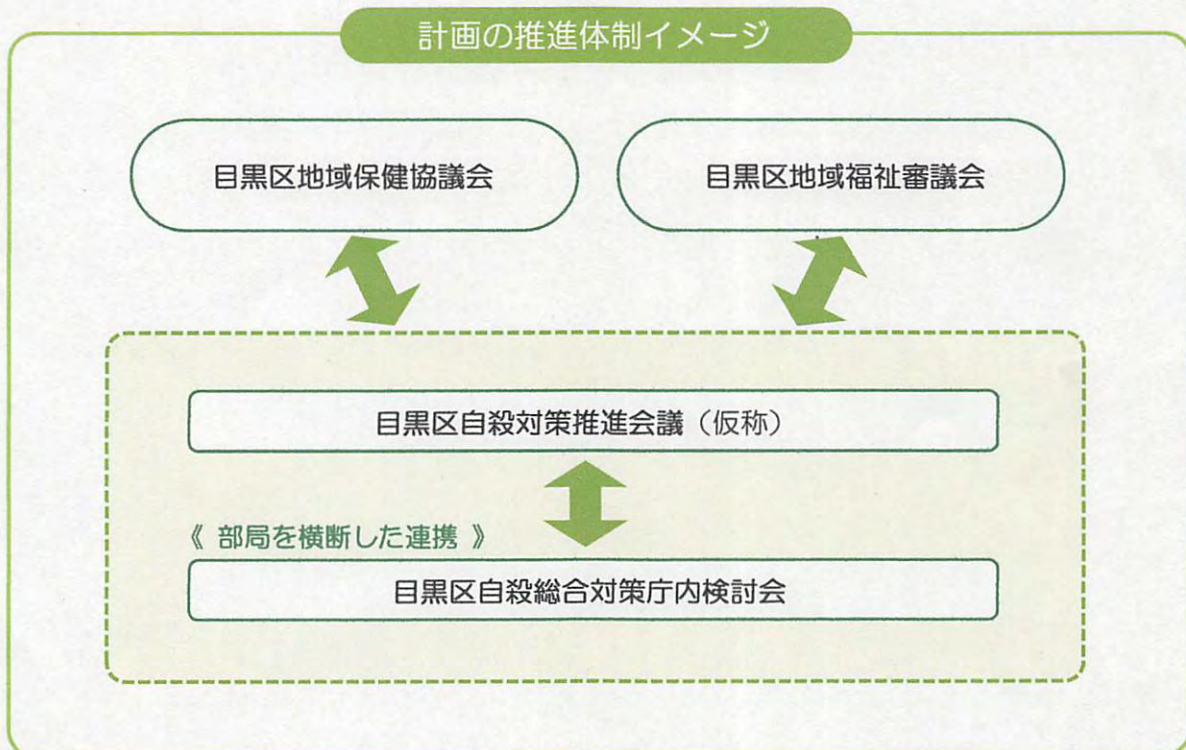 計画の推進体制イメージ
目黒区地域保健協議会
目黒区地域福祉審議会
目黒区自殺対策推進会議（仮称）
《 部局を横断した連携 》
目黒区自殺総合対策庁内検討会